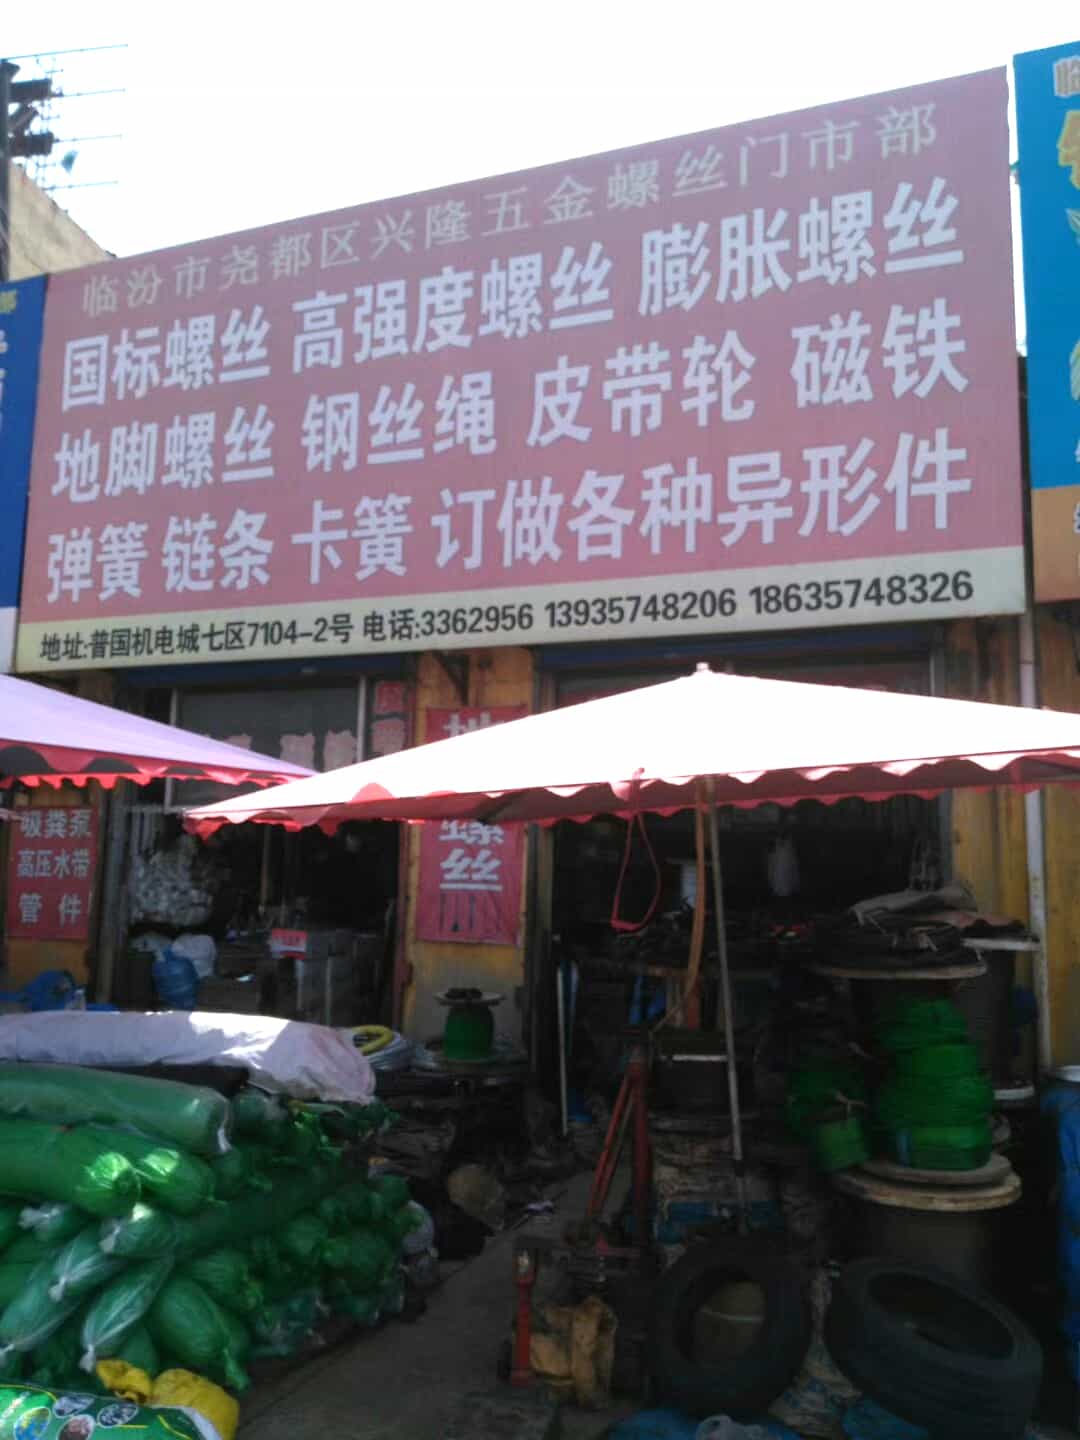 临汾市尧都区兴隆五金螺丝门市部
国标螺丝 高强度螺丝 膨胀螺丝
地脚螺丝 钢丝绳 皮带轮 磁铁
弹簧 链条 卡簧 订做各种异形件
地址:普国机电城七区7104-2号 电话:3362956 13935748206 18635748326
吸粪泵
高压水带
管件
螺
丝